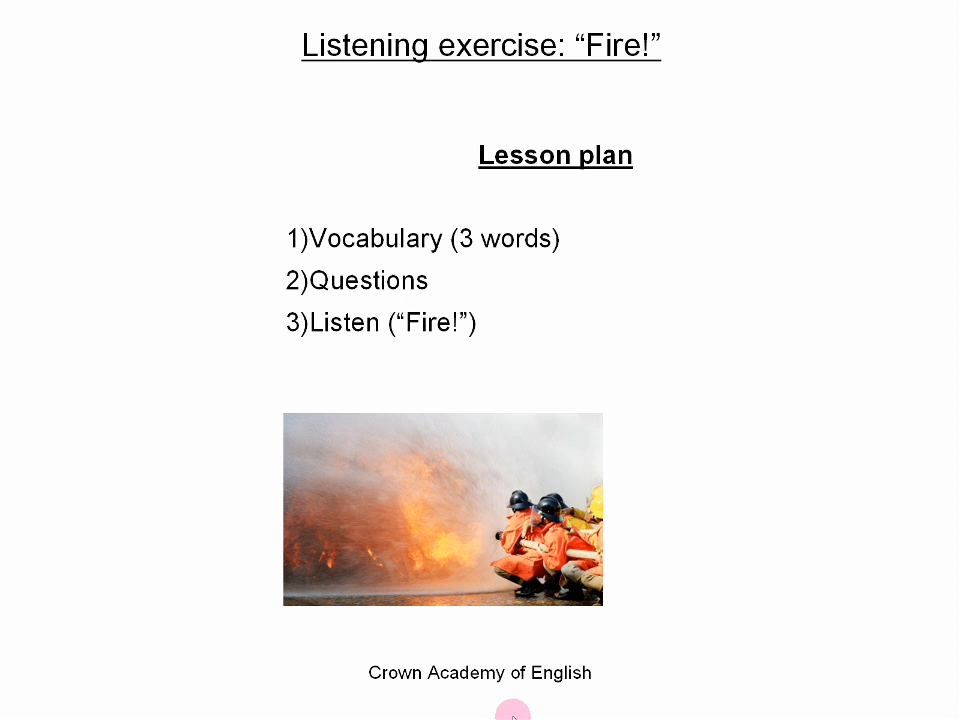 Listening exercise: “Fire!”
Lesson plan
1)Vocabulary (3 words)
2)Questions
3)Listen (“Fire!”)
Crown Academy of English